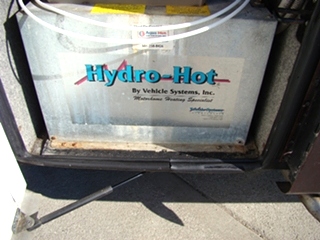 Hydro-Hot
By Vehicle Systems, Inc.
Motorhome Heating Specialist